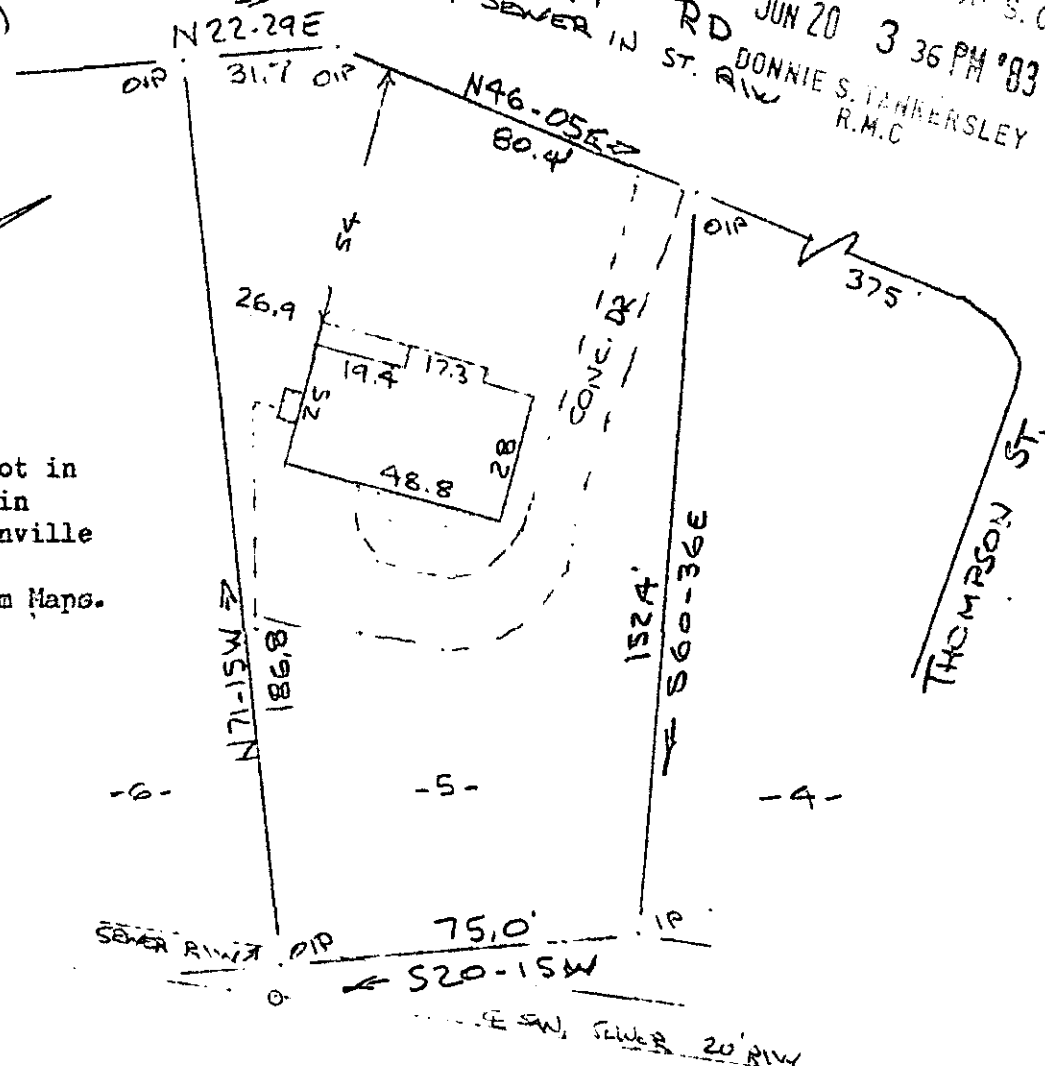 N22-29E
31.7
OIP
OIP
SEWER IN ST. R/W
RD
JUN 20 3 36 PM '83
DONNIE S. TANKERSLEY
R.M.C
N46-05E
80.4'
OIP
375'
THOMPSON ST.
54
26.9
19.4
17.3
25
28
48.8
CONC. DR
ot in
in
nville
m Maps.
N71-15W
186.8
152.4'
S60-36E
-6-
-5-
-4-
SEWER R/W
OIP
75.0'
IP
S20-15W
SEWER 20' R/W